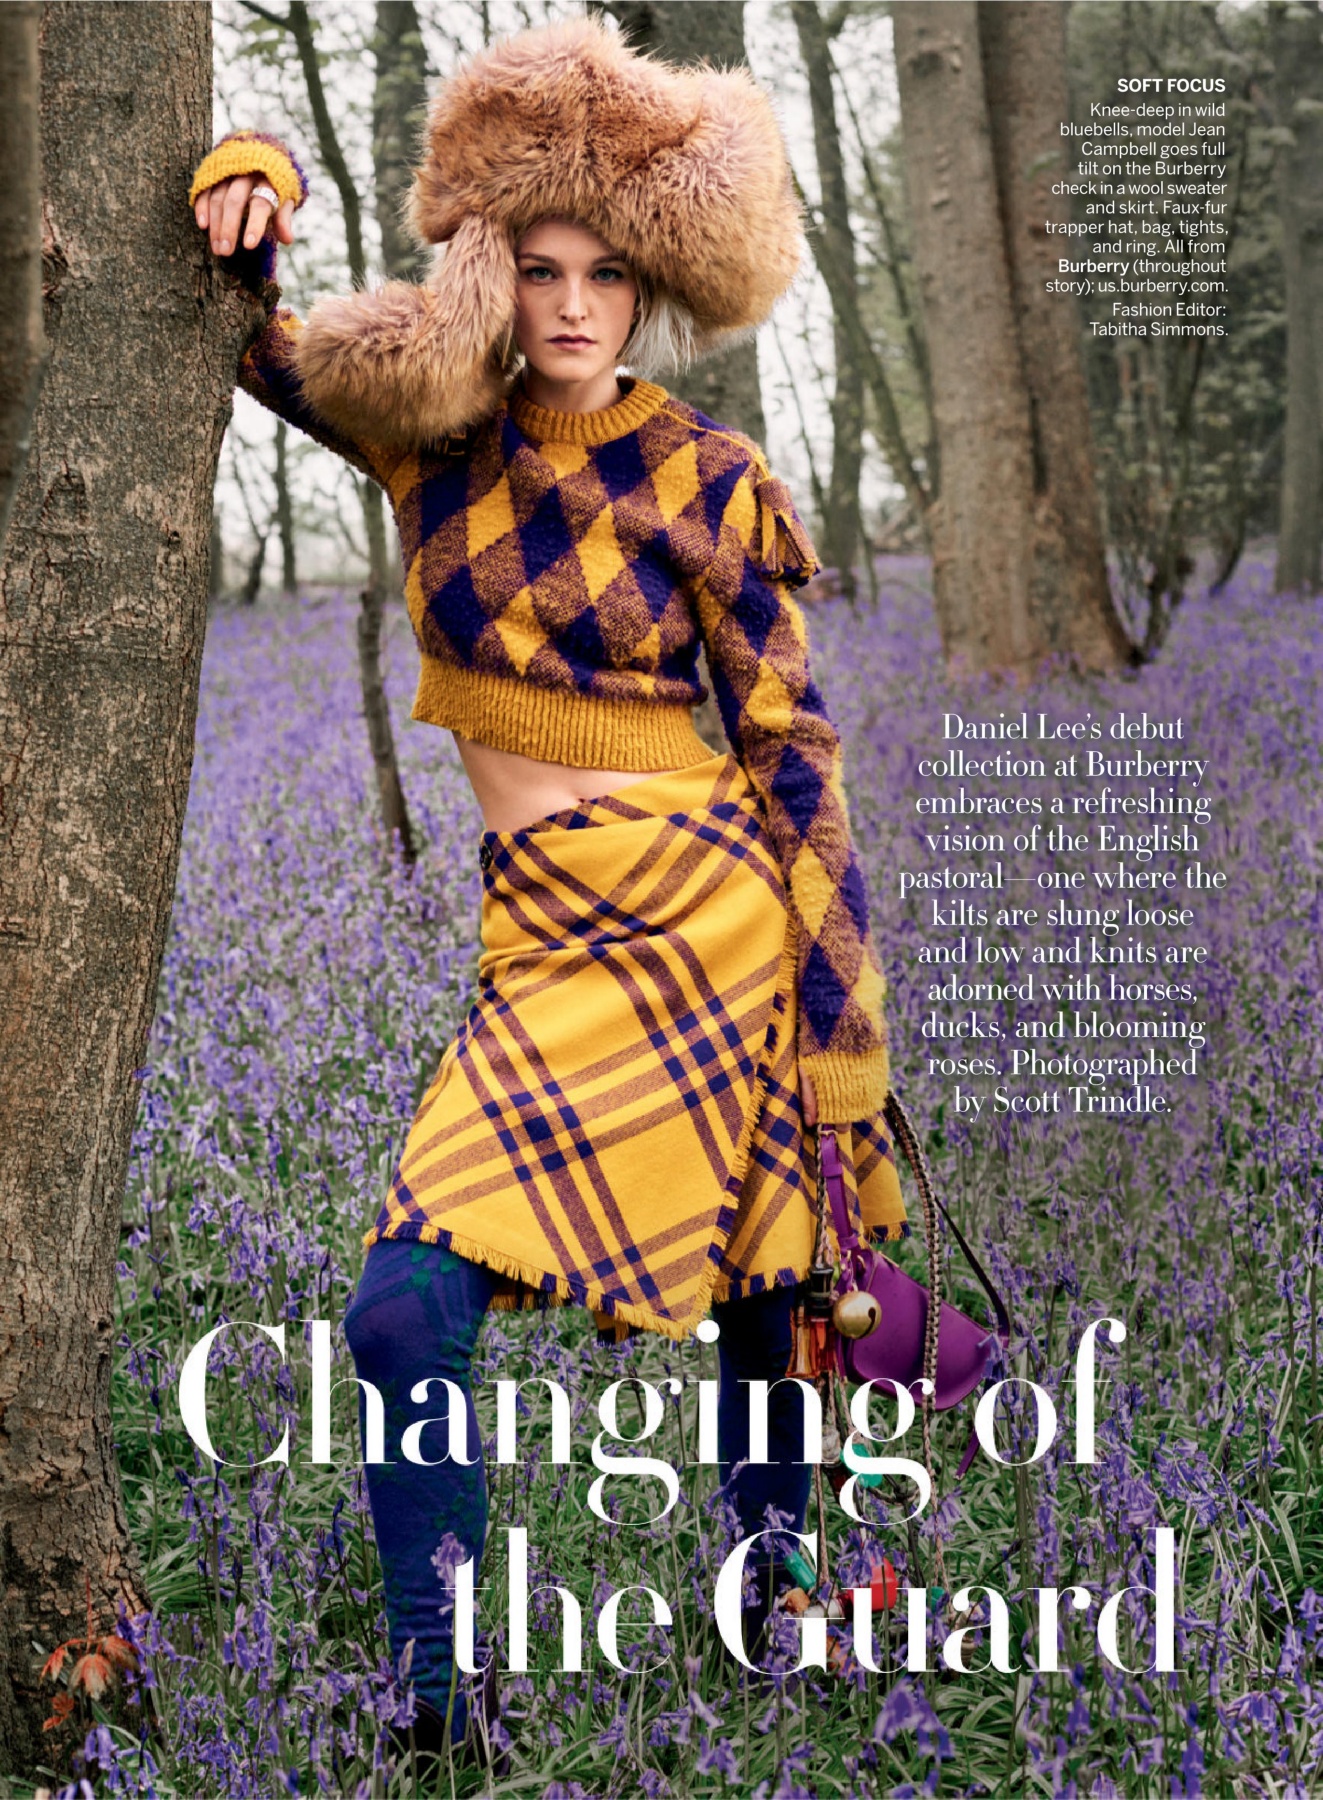 SOFT FOCUS
Knee-deep in wild
bluebells, model Jean
Campbell goes full
tilt on the Burberry
check in a wool sweater
and skirt. Faux-fur
trapper hat, bag, tights,
and ring. All from
Burberry (throughout
story); us.burberry.com.
Fashion Editor:
Tabitha Simmons.
Daniel Lee’s debut
collection at Burberry
embraces a refreshing
vision of the English
pastoral—one where the
kilts are slung loose
and low and knits are
adorned with horses,
ducks, and blooming
roses. Photographed
by Scott Trindle.
Changing of
the Guard